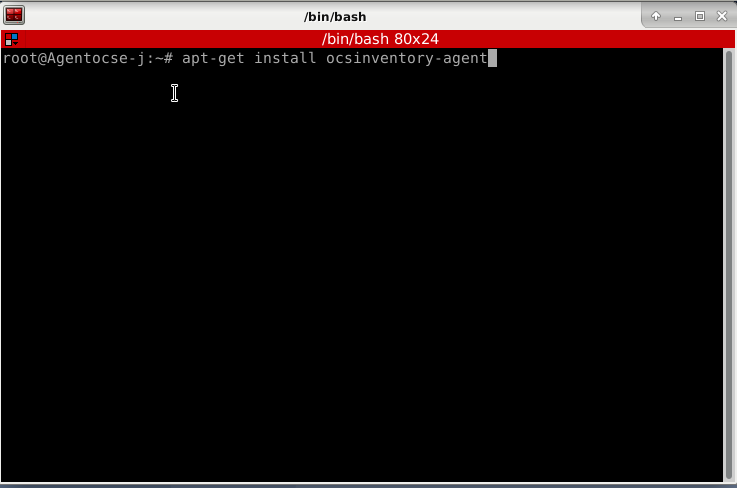 /bin/bash
/bin/bash 80x24
root@Agentocse-j:~# apt-get install ocsinventory-agent